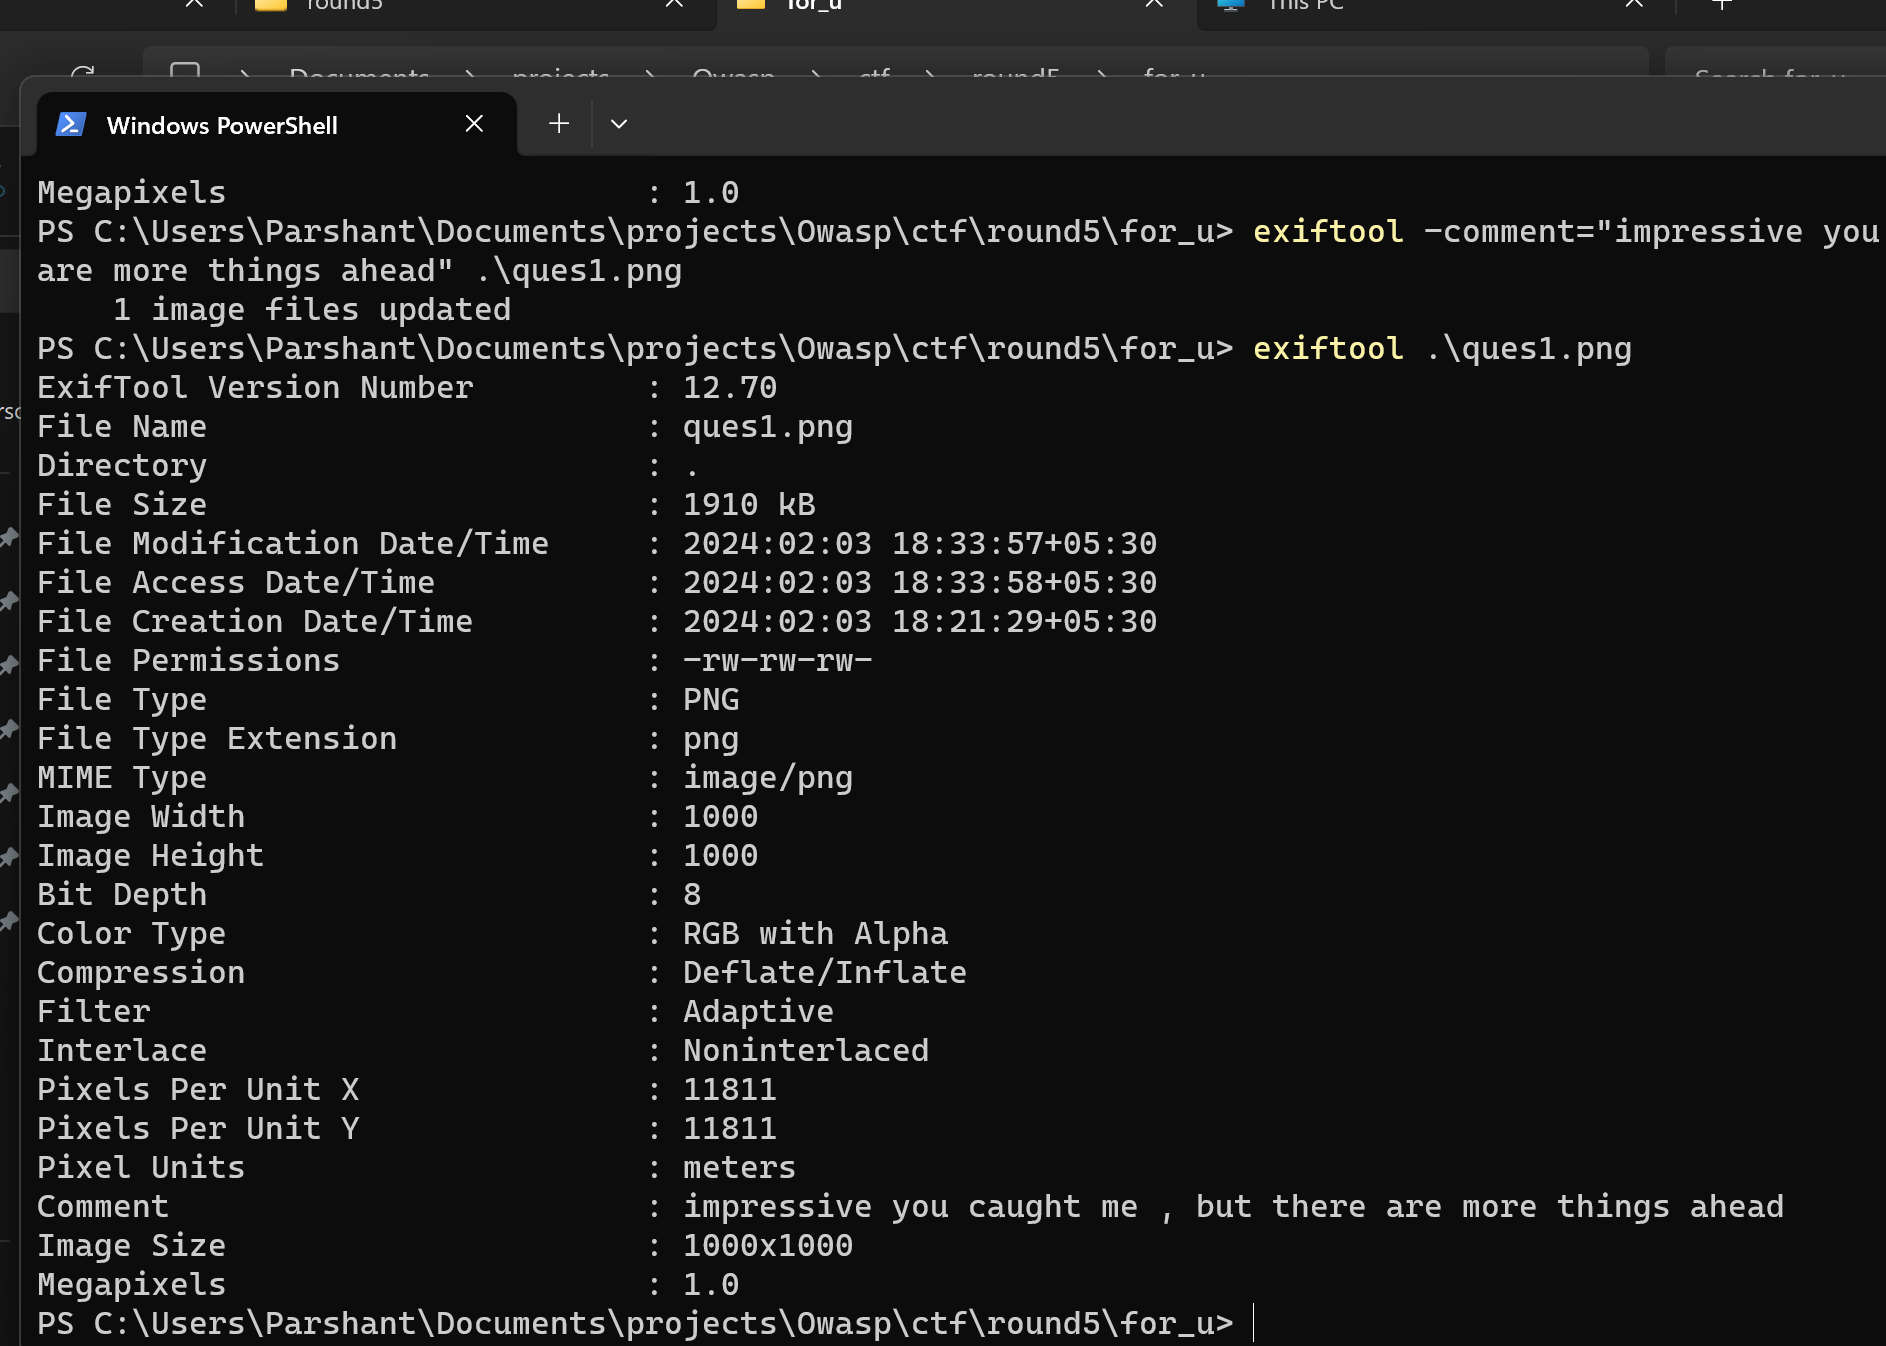 round5
for_u
This PC
Documents > projects > Owasp > ctf > round5 > for_u
Search for_u
Windows PowerShell
Megapixels : 1.0
PS C:\Users\Parshant\Documents\projects\Owasp\ctf\round5\for_u> exiftool -comment="impressive you
are more things ahead" .\ques1.png
1 image files updated
PS C:\Users\Parshant\Documents\projects\Owasp\ctf\round5\for_u> exiftool .\ques1.png
ExifTool Version Number : 12.70
File Name : ques1.png
Directory : .
File Size : 1910 kB
File Modification Date/Time : 2024:02:03 18:33:57+05:30
File Access Date/Time : 2024:02:03 18:33:58+05:30
File Creation Date/Time : 2024:02:03 18:21:29+05:30
File Permissions : -rw-rw-rw-
File Type : PNG
File Type Extension : png
MIME Type : image/png
Image Width : 1000
Image Height : 1000
Bit Depth : 8
Color Type : RGB with Alpha
Compression : Deflate/Inflate
Filter : Adaptive
Interlace : Noninterlaced
Pixels Per Unit X : 11811
Pixels Per Unit Y : 11811
Pixel Units : meters
Comment : impressive you caught me , but there are more things ahead
Image Size : 1000x1000
Megapixels : 1.0
PS C:\Users\Parshant\Documents\projects\Owasp\ctf\round5\for_u>